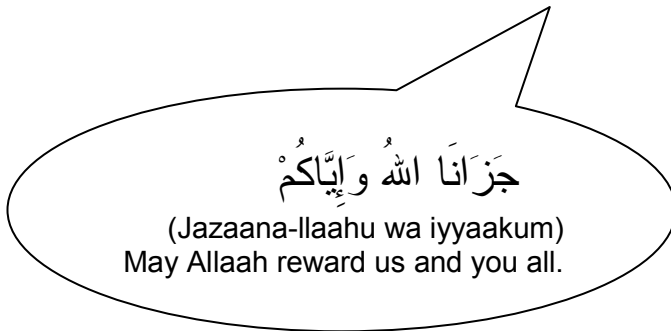 جَزَانَا اللهُ وَإِيَّاكُمْ
(Jazaana-llaahu wa iyyaakum)
May Allaah reward us and you all.